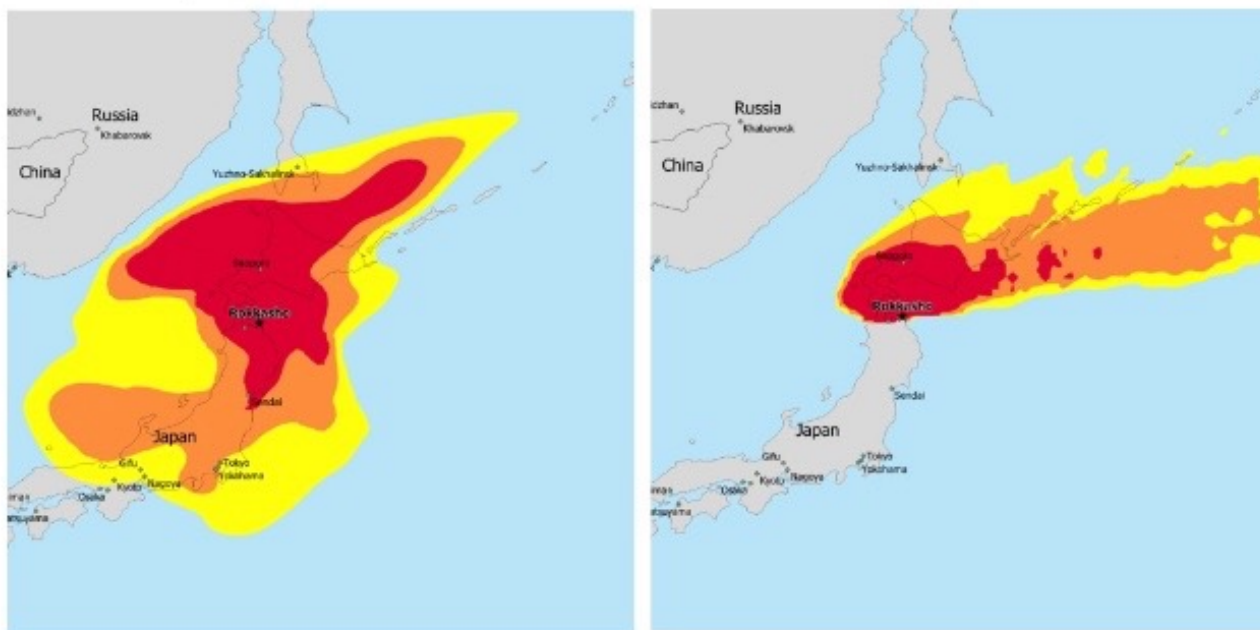 Russia
Khabarovsk
China
Yuzhno-Sakhalinsk
Sapporo
Rokkasho
Sendai
Japan
Gifu
Tokyo
Yokohama
Kyoto
Nagoya
Osaka
Russia
Khabarovsk
China
Yuzhno-Sakhalinsk
Rokkasho
Sendai
Japan
Gifu
Tokyo
Yokohama
Kyoto
Nagoya
Osaka